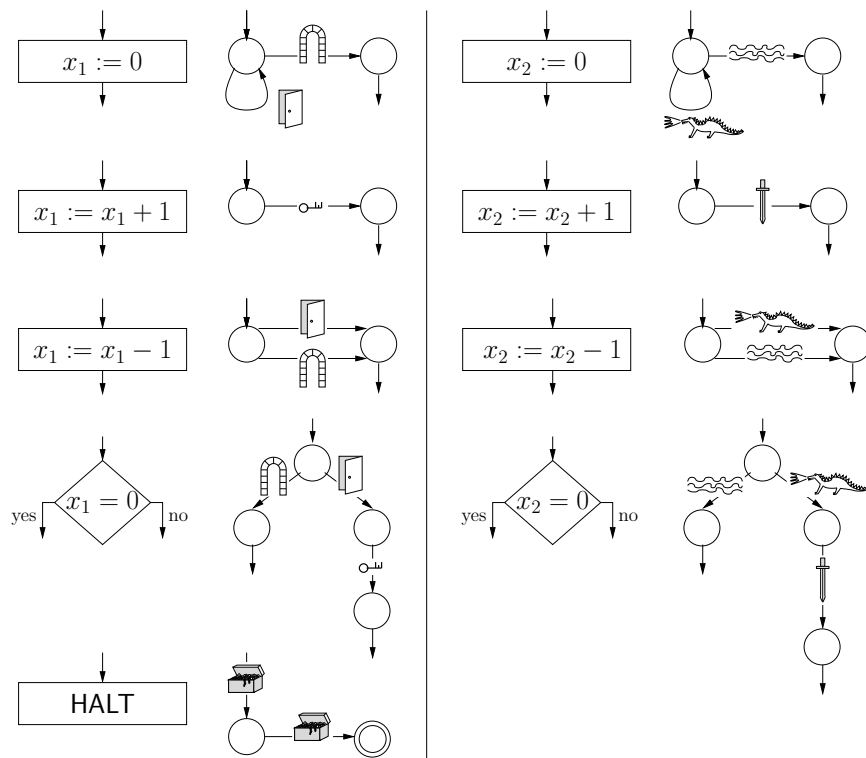 x₁ := 0
x₂ := 0
x₁ := x₁ + 1
x₂ := x₂ + 1
x₁ := x₁ − 1
x₂ := x₂ − 1
yes x₁ = 0 no
yes x₂ = 0 no
HALT